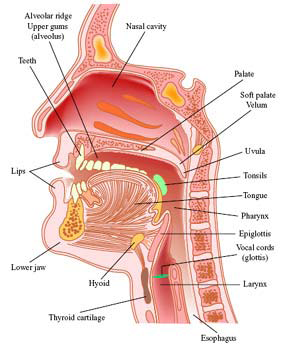 Alveolar ridge
Upper gums
(alveolus)
Nasal cavity
Teeth
Palate
Soft palate
Velum
Uvula
Lips
Tonsils
Tongue
Pharynx
Epiglottis
Vocal cords
(glottis)
Lower jaw
Hyoid
Larynx
Thyroid cartilage
Esophagus